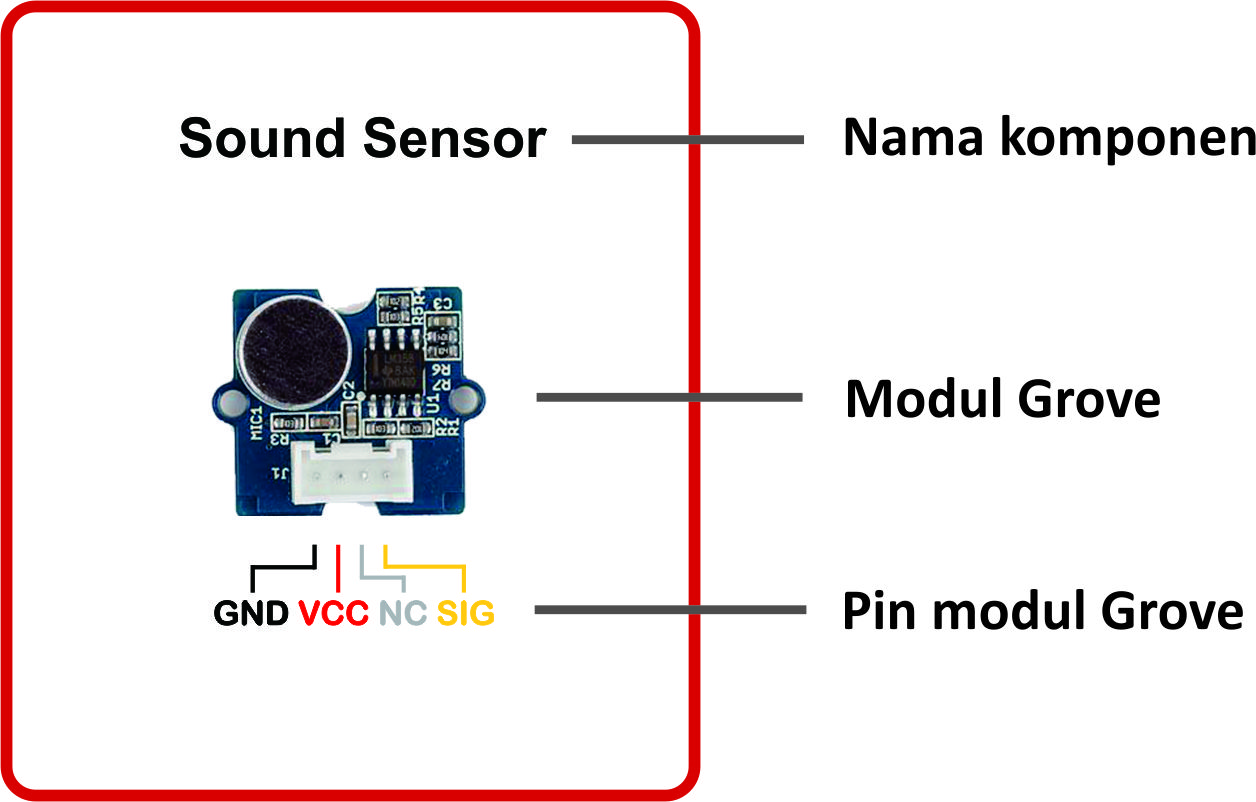 Sound Sensor
Nama komponen
R5
R4
C3
LM358
R6
R7
U1
C2
MIC1
R3
C1
R2
R1
J1
Modul Grove
GND VCC NC SIG
Pin modul Grove